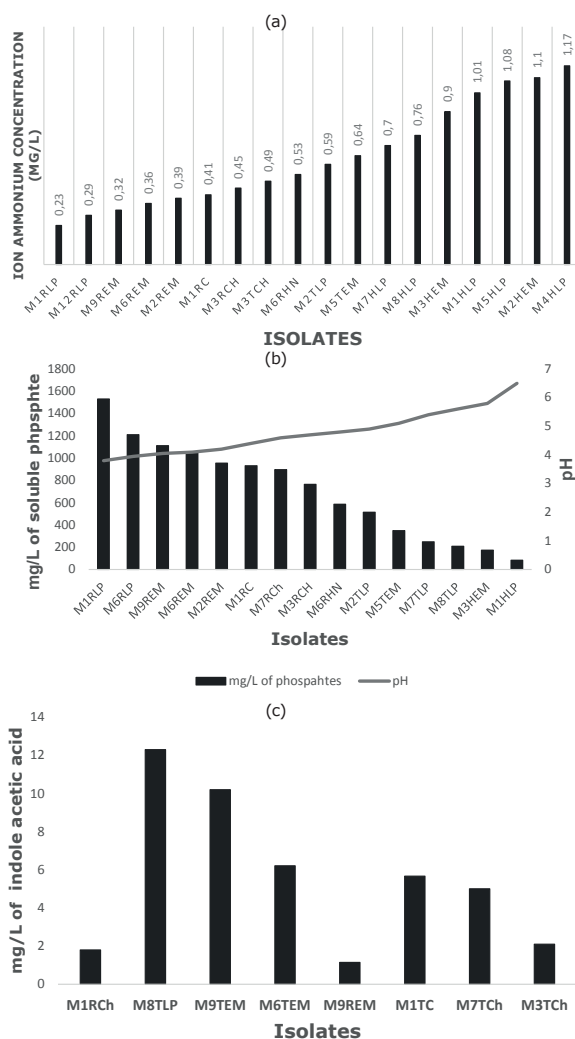 (a)
ION AMMONIUM CONCENTRATION
(MG/L)
0,23
0,29
0,32
0,36
0,39
0,41
0,45
0,49
0,53
0,59
0,64
0,7
0,76
0,9
1,01
1,08
1,1
1,17
M1RLP
M12RLP
M9REM
M6REM
M2REM
M1RC
M3RCH
M3TCH
M6RHN
M2TLP
M5TEM
M7HLP
M8HLP
M3HEM
M1HLP
M5HLP
M2HEM
M4HLP
ISOLATES
(b)
mg/L of soluble phpsphte
1800
1600
1400
1200
1000
800
600
400
200
0
7
6
5
4
3
2
1
0
pH
M1RLP
M6RLP
M9REM
M6REM
M2REM
M1RC
M7RCh
M3RCH
M6RHN
M2TLP
M5TEM
M7TLP
M8TLP
M3HEM
M1HLP
Isolates
mg/L of phospahtes
pH
(c)
mg/L of indole acetic acid
14
12
10
8
6
4
2
0
M1RCh
M8TLP
M9TEM
M6TEM
M9REM
M1TC
M7TCh
M3TCh
Isolates